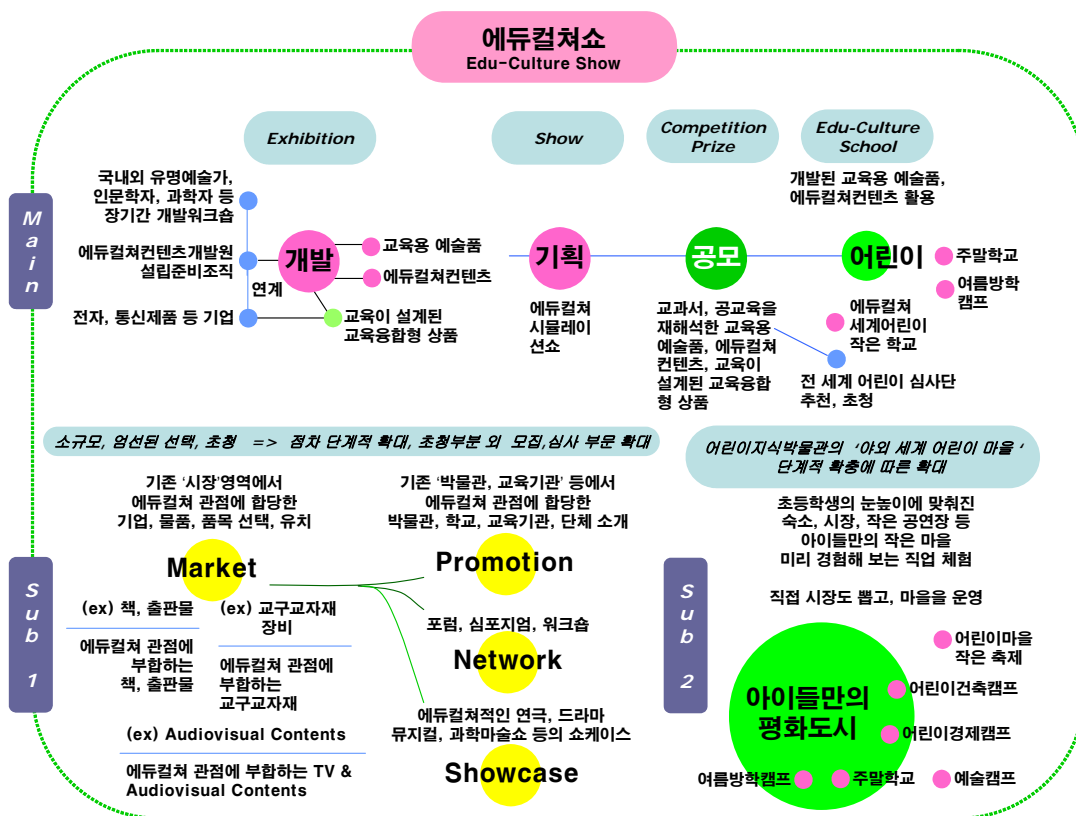 에듀컬쳐쇼
Edu-Culture Show
Exhibition
Show
Competition
Prize
Edu-Culture
School
Main
국내외 유명예술가,
인문학자, 과학자 등
장기간 개발워크숍
에듀컬쳐컨텐츠개발원
설립준비조직
연계
전자, 통신제품 등 기업
개발
교육용 예술품
에듀컬쳐컨텐츠
교육이 설계된
교육융합형 상품
기획
에듀컬쳐
시뮬레이
션쇼
공모
교과서, 공교육을
재해석한 교육용
예술품, 에듀컬쳐
컨텐츠, 교육이
설계된 교육융합
형 상품
개발된 교육용 예술품,
에듀컬쳐컨텐츠 활용
어린이
주말학교
여름방학
캠프
에듀컬쳐
세계어린이
작은 학교
전 세계 어린이 심사단
추천, 초청
소규모, 엄선된 선택, 초청 => 점차 단계적 확대, 초청부분 외 모집,심사 부문 확대
Sub 1
기존 ‘시장’영역에서
에듀컬쳐 관점에 합당한
기업, 물품, 품목 선택, 유치
Market
(ex) 책, 출판물
에듀컬쳐 관점에
부합하는
책, 출판물
(ex) 교구교자재
장비
에듀컬쳐 관점에
부합하는
교구교자재
(ex) Audiovisual Contents
에듀컬쳐 관점에 부합하는 TV &
Audiovisual Contents
기존 ‘박물관, 교육기관’ 등에서
에듀컬쳐 관점에 합당한
박물관, 학교, 교육기관, 단체 소개
Promotion
포럼, 심포지엄, 워크숍
Network
에듀컬쳐적인 연극, 드라마
뮤지컬, 과학마술쇼 등의 쇼케이스
Showcase
어린이지식박물관의 ‘야외 세계 어린이 마을 ‘
단계적 확충에 따른 확대
Sub 2
초등학생의 눈높이에 맞춰진
숙소, 시장, 작은 공연장 등
아이들만의 작은 마을
미리 경험해 보는 직업 체험
직접 시장도 뽑고, 마을을 운영
아이들만의
평화도시
어린이마을
작은 축제
어린이건축캠프
어린이경제캠프
여름방학캠프
주말학교
예술캠프